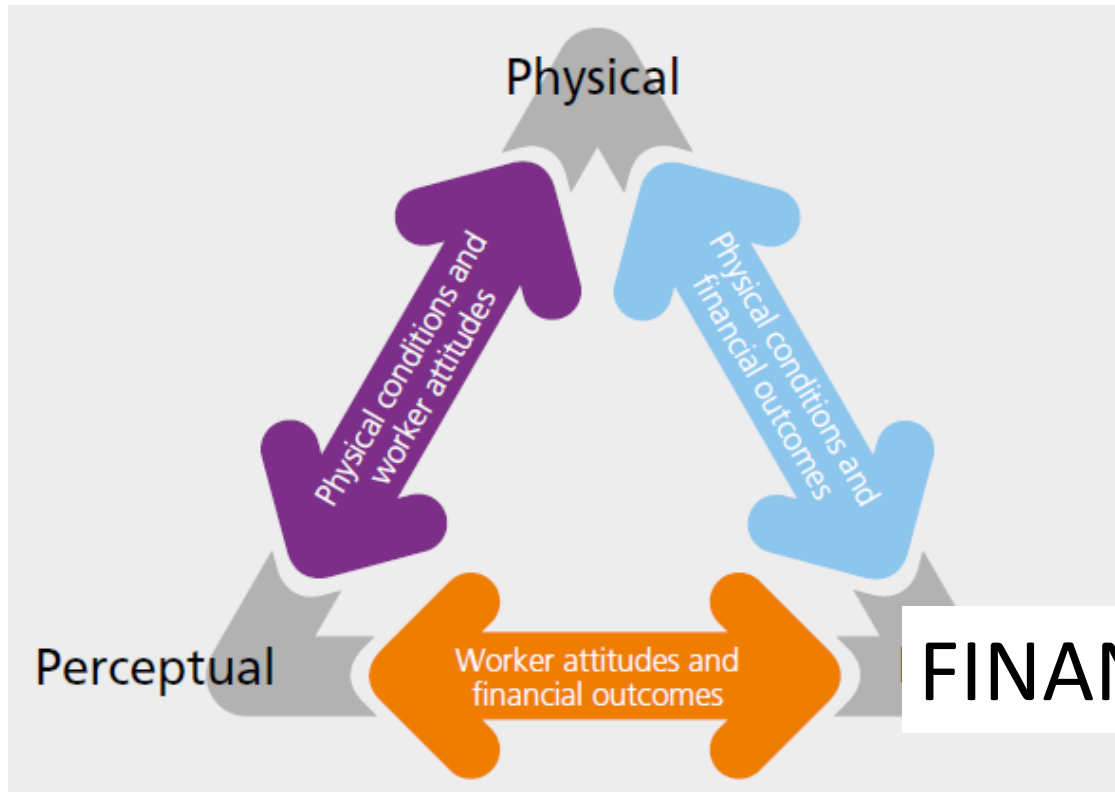 Physical
Physical conditions and
worker attitudes
Physical conditions and
financial outcomes
Perceptual
Worker attitudes and
financial outcomes
FINAN